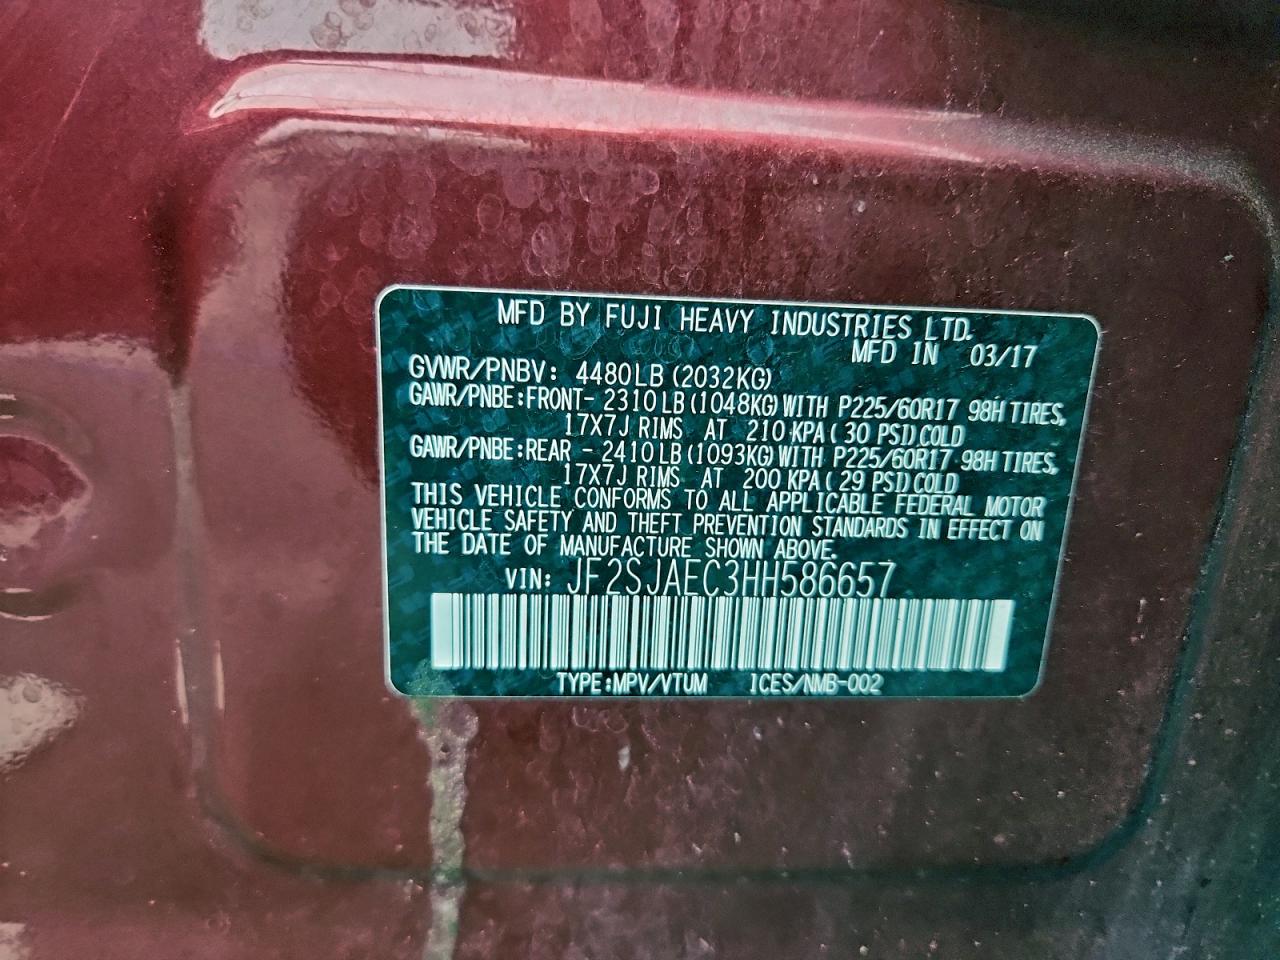 MFD BY FUJI HEAVY INDUSTRIES LTD.
MFD IN 03/17
GVWR/PNBV: 4480LB(2032KG)
GAWR/PNBE:FRONT- 2310LB(1048KG)WITH P225/60R17 98H TIRES,
17X7J RIMS AT 210 KPA(30 PSI)COLD
GAWR/PNBE:REAR - 2410LB(1093KG)WITH P225/60R17 98H TIRES,
17X7J RIMS AT 200 KPA(29 PSI)COLD
THIS VEHICLE CONFORMS TO ALL APPLICABLE FEDERAL MOTOR
VEHICLE SAFETY AND THEFT PREVENTION STANDARDS IN EFFECT ON
THE DATE OF MANUFACTURE SHOWN ABOVE.
VIN: JF2SJAEC3HH586657
TYPE:MPV/VTUM ICES/NMB-002